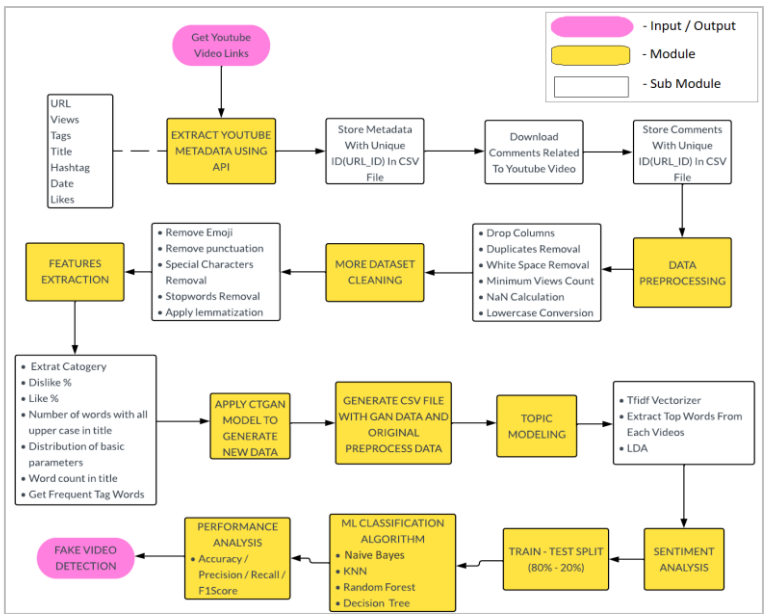 Get Youtube
Video Links
- Input / Output
- Module
- Sub Module
URL
Views
Tags
Title
Hashtag
Date
Likes
EXTRACT YOUTUBE
METADATA USING
API
Store Metadata
With Unique
ID(URL_ID) In CSV
File
Download
Comments Related
To Youtube Video
Store Comments
With Unique
ID(URL_ID) In CSV
File
FEATURES
EXTRACTION
• Remove Emoji
• Remove punctuation
• Special Characters
Removal
• Stopwords Removal
• Apply lemmatization
MORE DATASET
CLEANING
• Drop Columns
• Duplicates Removal
• White Space Removal
• Minimum Views Count
• NaN Calculation
• Lowercase Conversion
DATA
PREPROCESSING
• Extrat Catogery
• Dislike %
• Like %
• Number of words with all
upper case in title
• Distribution of basic
parameters
• Word count in title
• Get Frequent Tag Words
APPLY CTGAN
MODEL TO
GENERATE
NEW DATA
GENERATE CSV FILE
WITH GAN DATA AND
ORIGINAL
PREPROCESS DATA
TOPIC
MODELING
• Tfidf Vectorizer
• Extract Top Words From
Each Videos
• LDA
FAKE VIDEO
DETECTION
PERFORMANCE
ANALYSIS
• Accuracy /
Precision / Recall /
F1Score
ML CLASSIFICATION
ALGORITHM
• Naive Bayes
• KNN
• Random Forest
• Decision Tree
TRAIN - TEST SPLIT
(80% - 20%)
SENTIMENT
ANALYSIS